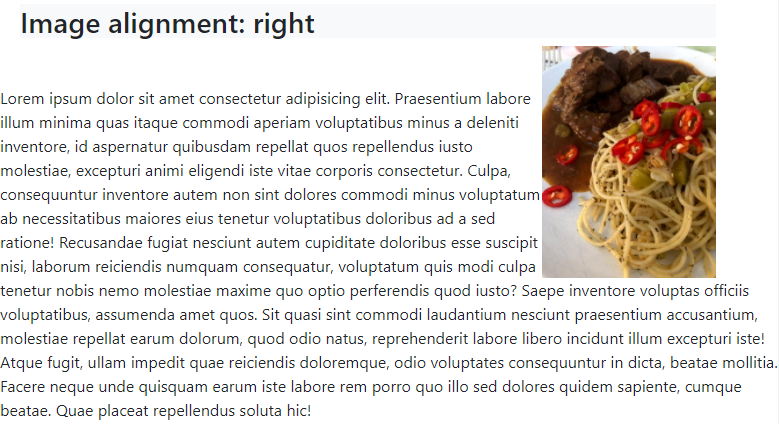 Image alignment: right
Lorem ipsum dolor sit amet consectetur adipisicing elit. Praesentium labore
illum minima quas itaque commodi aperiam voluptatibus minus a deleniti
inventore, id aspernatur quibusdam repellat quos repellendus iusto
molestiae, excepturi animi eligendi iste vitae corporis consectetur. Culpa,
consequuntur inventore autem non sint dolores commodi minus voluptatum
ab necessitatibus maiores eius tenetur voluptatibus doloribus ad a sed
ratione! Recusandae fugiat nesciunt autem cupiditate doloribus esse suscipit
nisi, laborum reiciendis numquam consequatur, voluptatum quis modi culpa
tenetur nobis nemo molestiae maxime quo optio perferendis quod iusto? Saepe inventore voluptas officiis
voluptatibus, assumenda amet quos. Sit quasi sint commodi laudantium nesciunt praesentium accusantium,
molestiae repellat earum dolorum, quod odio natus, reprehenderit labore libero incidunt illum excepturi iste!
Atque fugit, ullam impedit quae reiciendis doloremque, odio voluptates consequuntur in dicta, beatae mollitia.
Facere neque unde quisquam earum iste labore rem porro quo illo sed dolores quidem sapiente, cumque
beatae. Quae placeat repellendus soluta hic!